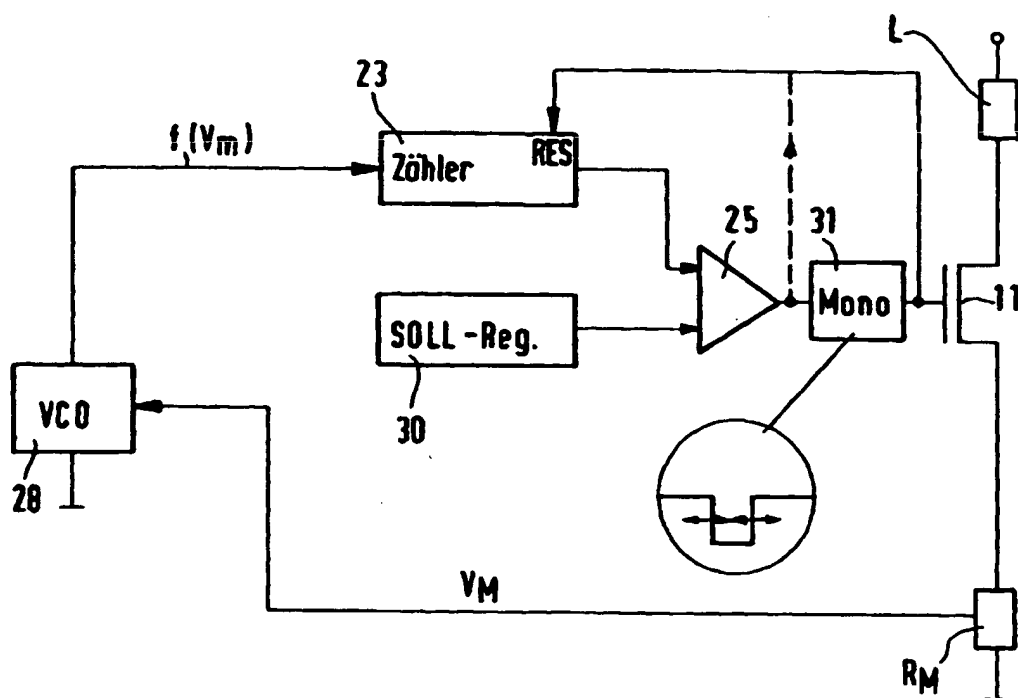 L
23
f(Vm)
RES
Zähler
25
31
Mono
11
SOLL-Reg.
30
VCO
28
VM
RM